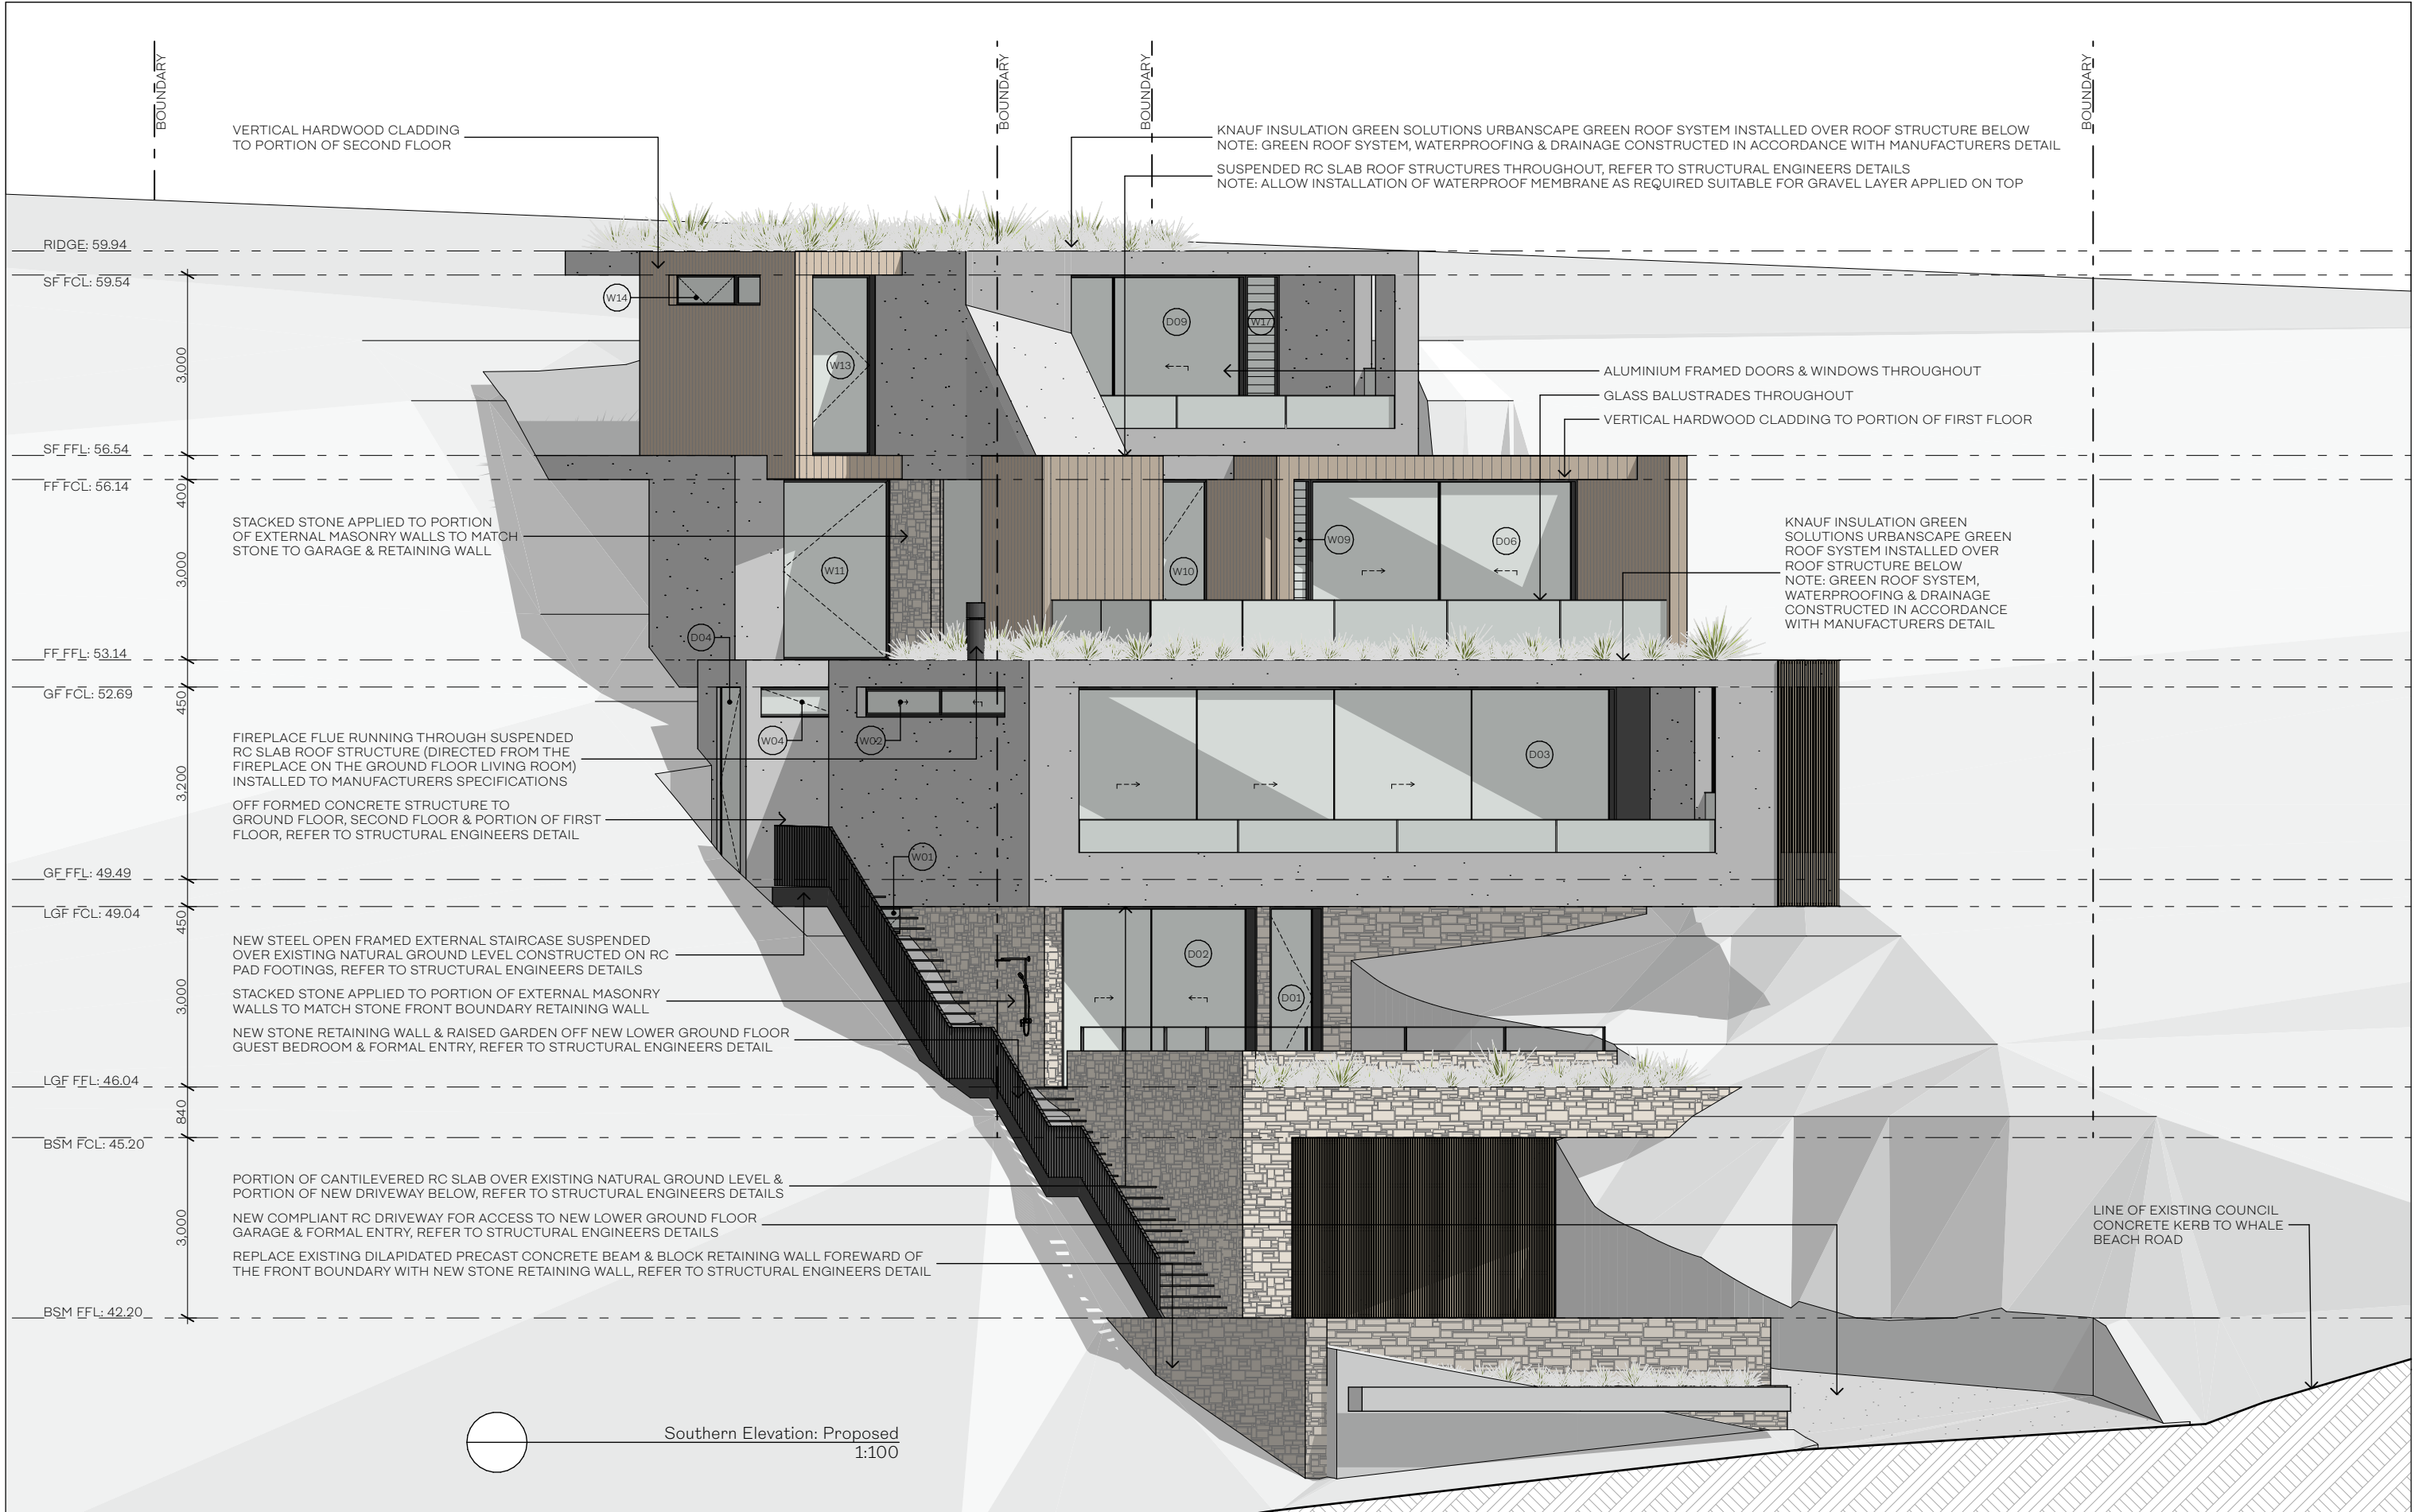 BOUNDARY
BOUNDARY
BOUNDARY
BOUNDARY
VERTICAL HARDWOOD CLADDING
TO PORTION OF SECOND FLOOR
KNAUF INSULATION GREEN SOLUTIONS URBANSCAPE GREEN ROOF SYSTEM INSTALLED OVER ROOF STRUCTURE BELOW
NOTE: GREEN ROOF SYSTEM, WATERPROOFING & DRAINAGE CONSTRUCTED IN ACCORDANCE WITH MANUFACTURERS DETAIL
SUSPENDED RC SLAB ROOF STRUCTURES THROUGHOUT, REFER TO STRUCTURAL ENGINEERS DETAILS
NOTE: ALLOW INSTALLATION OF WATERPROOF MEMBRANE AS REQUIRED SUITABLE FOR GRAVEL LAYER APPLIED ON TOP
RIDGE: 59.94
SF FCL: 59.54
W14
D09
W17
W13
3,000
ALUMINIUM FRAMED DOORS & WINDOWS THROUGHOUT
GLASS BALUSTRADES THROUGHOUT
VERTICAL HARDWOOD CLADDING TO PORTION OF FIRST FLOOR
SF FFL: 56.54
400
FF FCL: 56.14
STACKED STONE APPLIED TO PORTION
OF EXTERNAL MASONRY WALLS TO MATCH
STONE TO GARAGE & RETAINING WALL
3,000
W11
W10
W09
D06
KNAUF INSULATION GREEN
SOLUTIONS URBANSCAPE GREEN
ROOF SYSTEM INSTALLED OVER
ROOF STRUCTURE BELOW
NOTE: GREEN ROOF SYSTEM,
WATERPROOFING & DRAINAGE
CONSTRUCTED IN ACCORDANCE
WITH MANUFACTURERS DETAIL
D04
FF FFL: 53.14
450
GF FCL: 52.69
W04
W02
D03
FIREPLACE FLUE RUNNING THROUGH SUSPENDED
RC SLAB ROOF STRUCTURE (DIRECTED FROM THE
FIREPLACE ON THE GROUND FLOOR LIVING ROOM)
INSTALLED TO MANUFACTURERS SPECIFICATIONS
3,200
OFF FORMED CONCRETE STRUCTURE TO
GROUND FLOOR, SECOND FLOOR & PORTION OF FIRST
FLOOR, REFER TO STRUCTURAL ENGINEERS DETAIL
W01
GF FFL: 49.49
450
LGF FCL: 49.04
NEW STEEL OPEN FRAMED EXTERNAL STAIRCASE SUSPENDED
OVER EXISTING NATURAL GROUND LEVEL CONSTRUCTED ON RC
PAD FOOTINGS, REFER TO STRUCTURAL ENGINEERS DETAILS
D02
D01
3,000
STACKED STONE APPLIED TO PORTION OF EXTERNAL MASONRY
WALLS TO MATCH STONE FRONT BOUNDARY RETAINING WALL
NEW STONE RETAINING WALL & RAISED GARDEN OFF NEW LOWER GROUND FLOOR
GUEST BEDROOM & FORMAL ENTRY, REFER TO STRUCTURAL ENGINEERS DETAIL
LGF FFL: 46.04
840
BSM FCL: 45.20
PORTION OF CANTILEVERED RC SLAB OVER EXISTING NATURAL GROUND LEVEL &
PORTION OF NEW DRIVEWAY BELOW, REFER TO STRUCTURAL ENGINEERS DETAILS
3,000
NEW COMPLIANT RC DRIVEWAY FOR ACCESS TO NEW LOWER GROUND FLOOR
GARAGE & FORMAL ENTRY, REFER TO STRUCTURAL ENGINEERS DETAILS
REPLACE EXISTING DILAPIDATED PRECAST CONCRETE BEAM & BLOCK RETAINING WALL FOREWARD OF
THE FRONT BOUNDARY WITH NEW STONE RETAINING WALL, REFER TO STRUCTURAL ENGINEERS DETAIL
LINE OF EXISTING COUNCIL
CONCRETE KERB TO WHALE
BEACH ROAD
BSM FFL: 42.20
Southern Elevation: Proposed
1:100